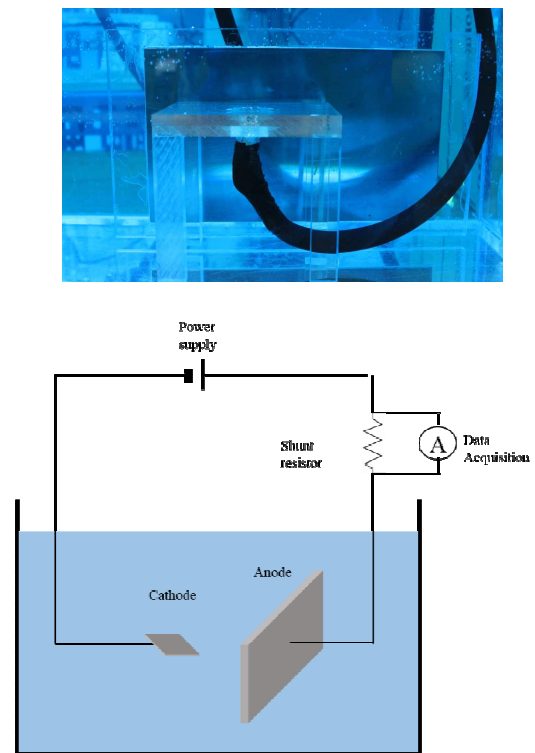 Power
supply
Shunt
resistor
A
Data
Acquisition
Anode
Cathode